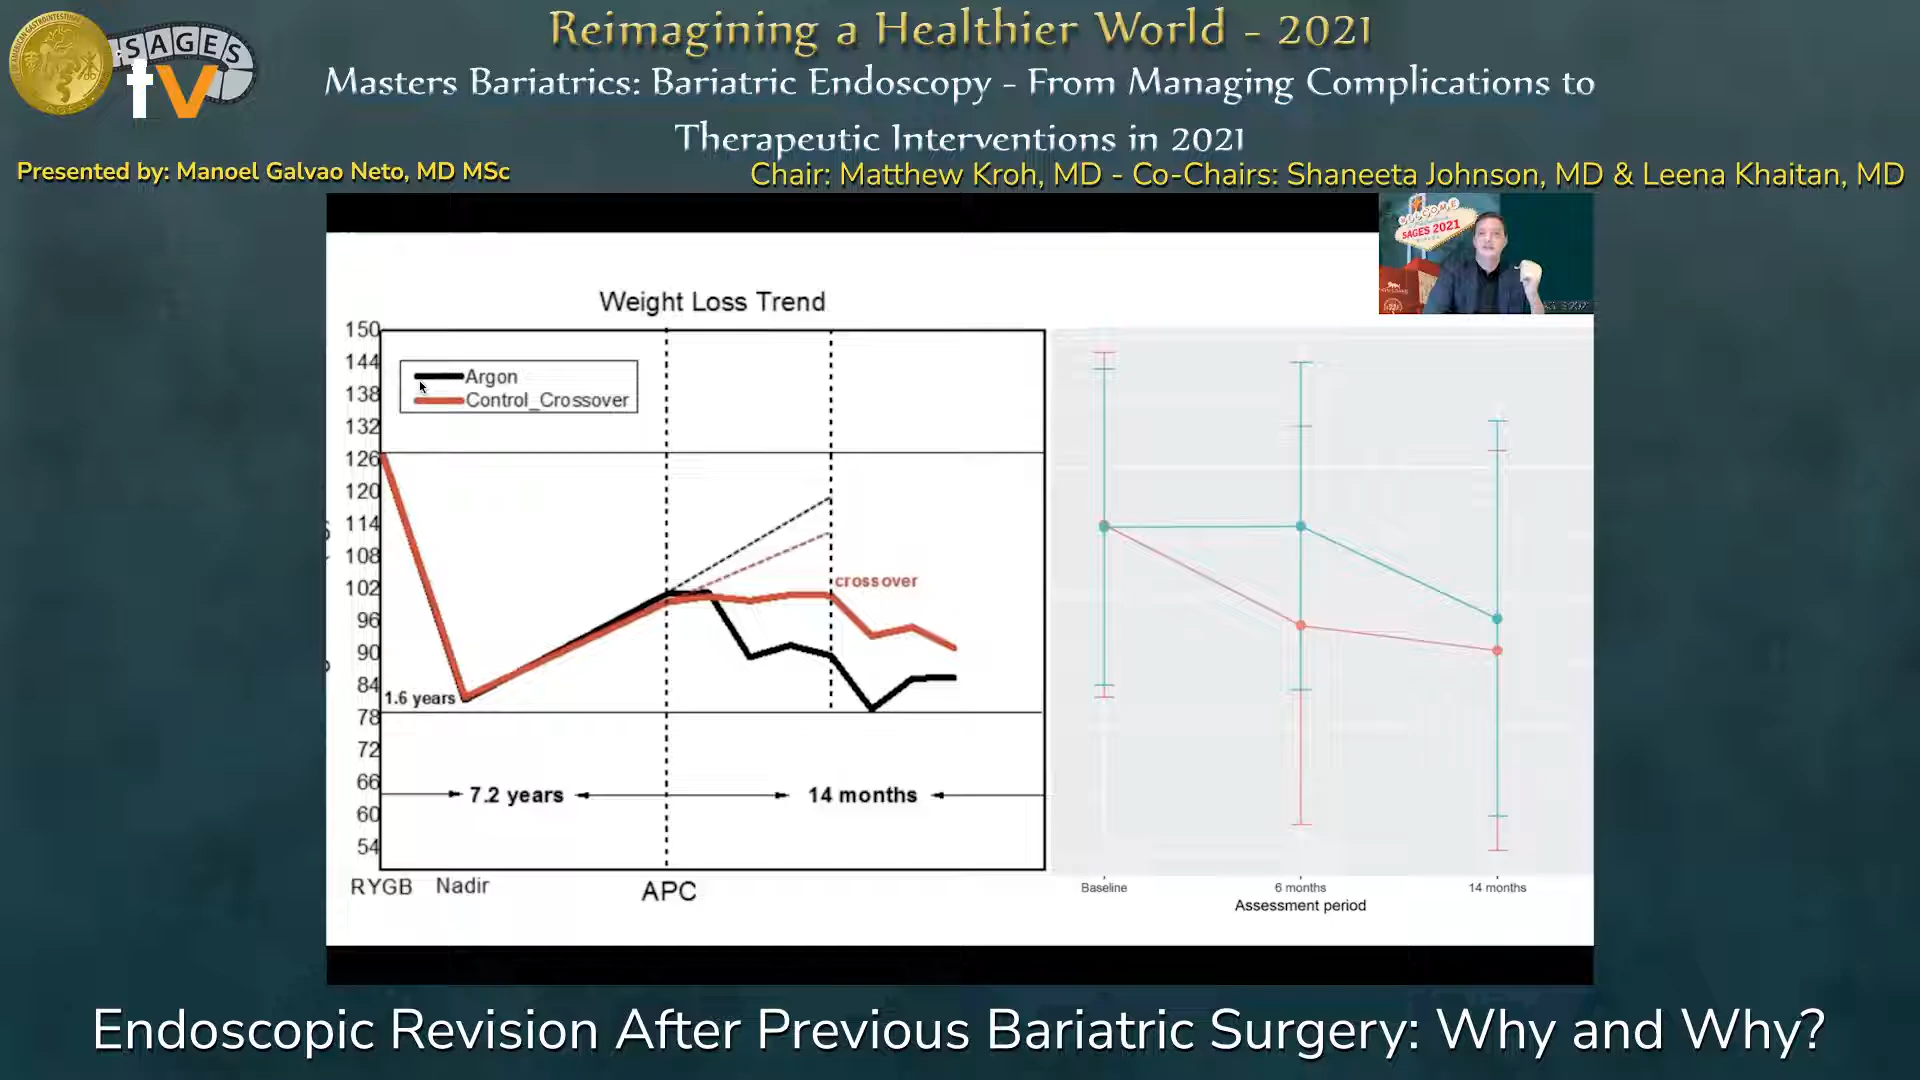 SAGES
tv
Reimagining a Healthier World - 2021
Masters Bariatrics: Bariatric Endoscopy - From Managing Complications to
Therapeutic Interventions in 2021
Presented by: Manoel Galvao Neto, MD MSc
Chair: Matthew Kroh, MD - Co-Chairs: Shaneeta Johnson, MD & Leena Khaitan, MD
WELCOME
SAGES 2021
Weight Loss Trend
150
144
138
132
126
120
114
108
102
96
90
84
78
72
66
60
54
Argon
Control_Crossover
crossover
1.6 years
7.2 years
14 months
RYGB
Nadir
APC
Baseline
6 months
14 months
Assessment period
Endoscopic Revision After Previous Bariatric Surgery: Why and Why?